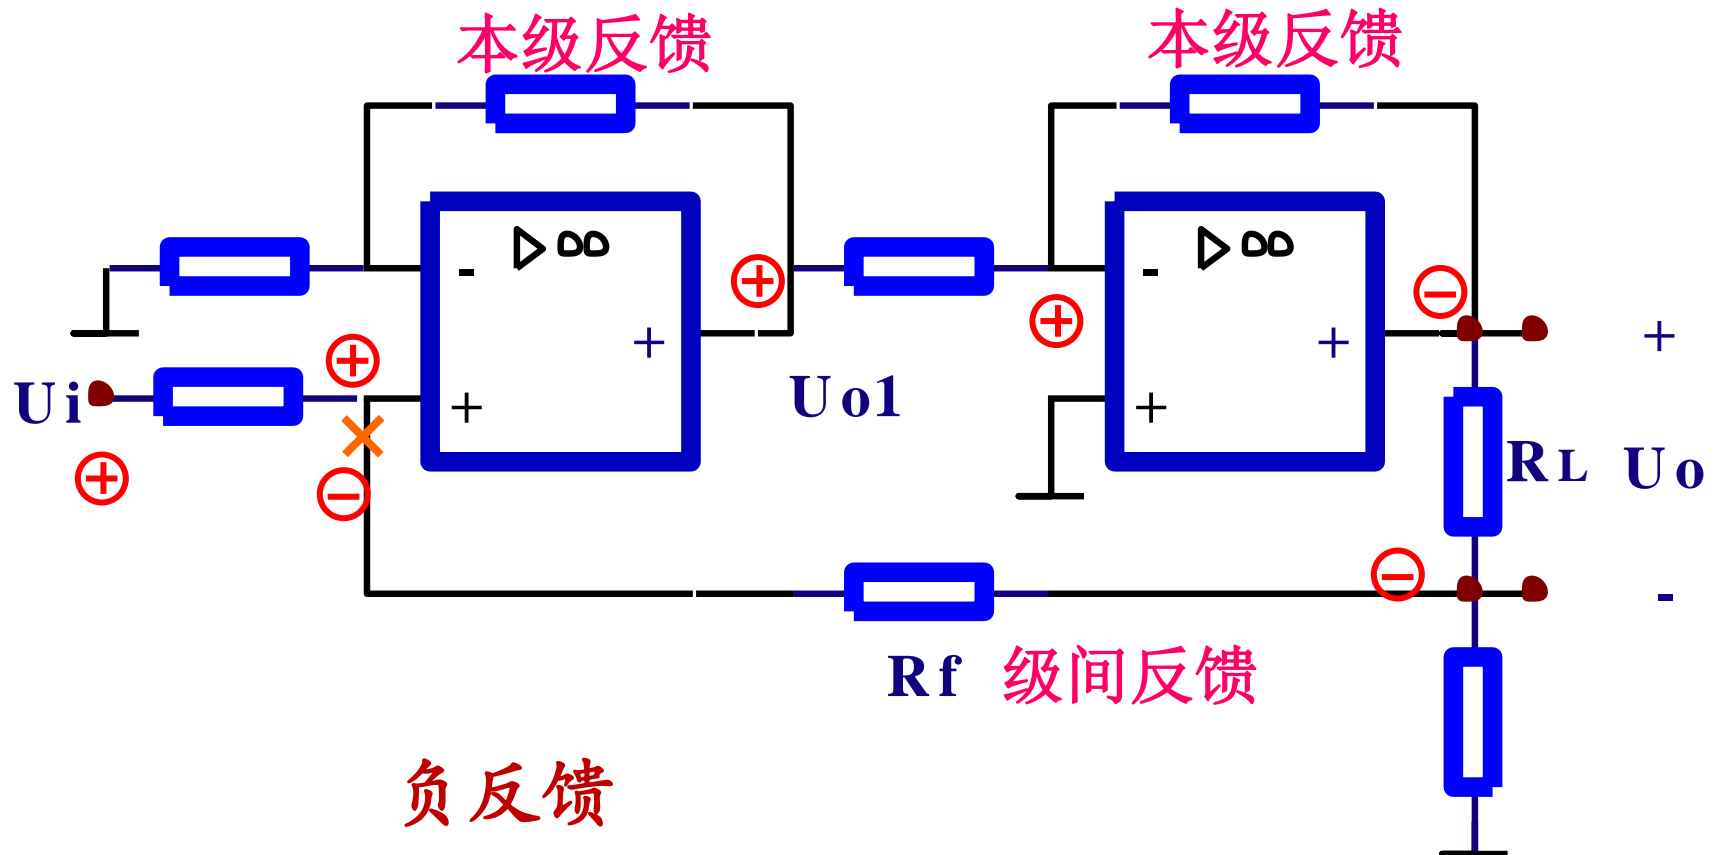 本级反馈 本级反馈
▷ ∞ ▷ ∞
- + -
⊕ ⊕ ⊖
⊕ + + +
Ui + Uo1 +
⊕ ⊖ RL Uo
⊖ -
Rf 级间反馈
负反馈